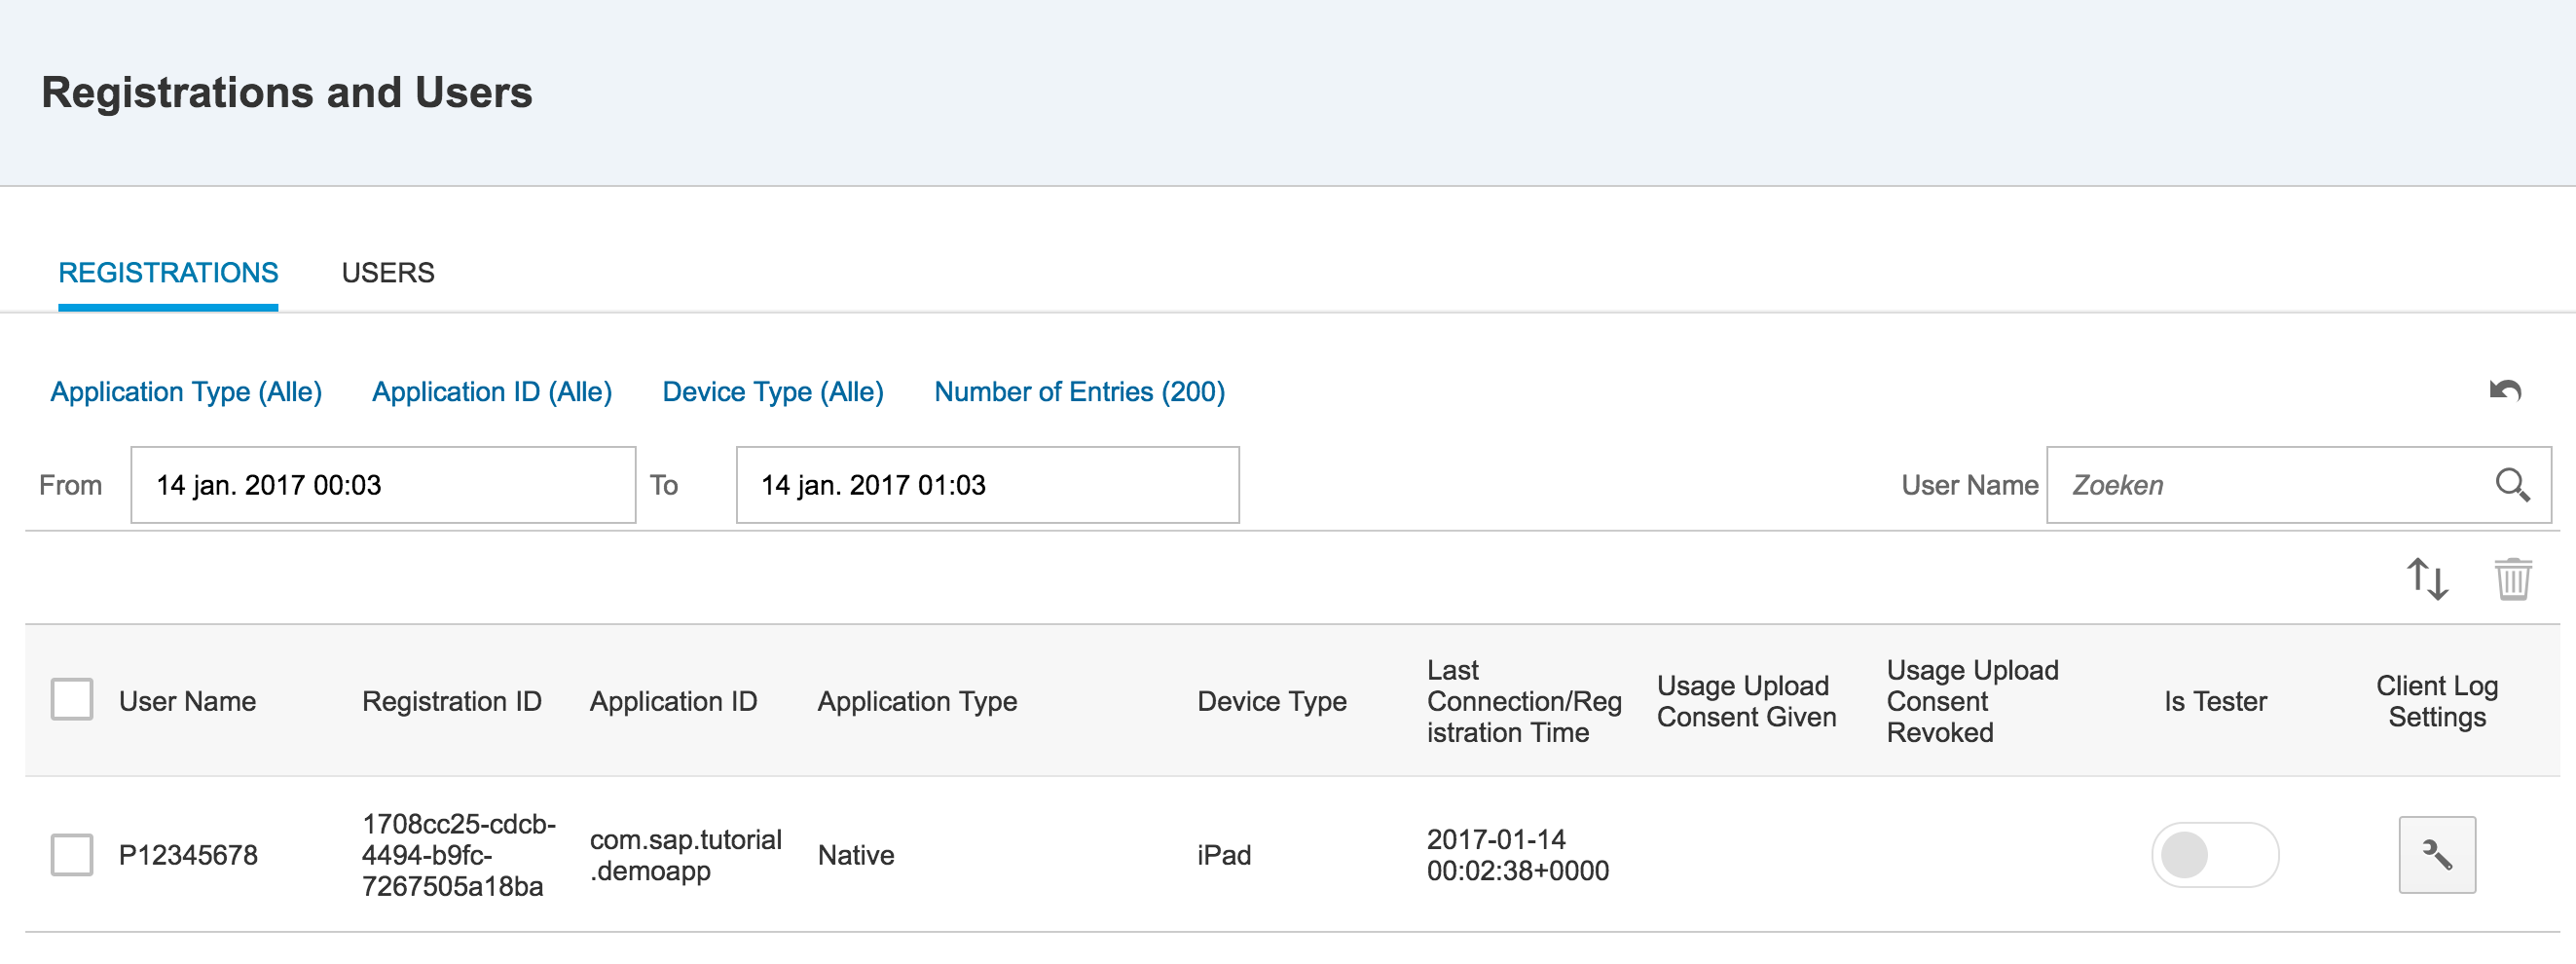 Registrations and Users
REGISTRATIONS USERS
Application Type (Alle) Application ID (Alle) Device Type (Alle) Number of Entries (200)
From 14 jan. 2017 00:03 To 14 jan. 2017 01:03 User Name Zoeken
User Name
Registration ID
Application ID
Application Type
Device Type
Last
Connection/Reg
istration Time
Usage Upload
Consent Given
Usage Upload
Consent
Revoked
Is Tester
Client Log
Settings
P12345678
1708cc25-cdcb-
4494-b9fc-
7267505a18ba
com.sap.tutorial
.demoapp
Native
iPad
2017-01-14
00:02:38+0000